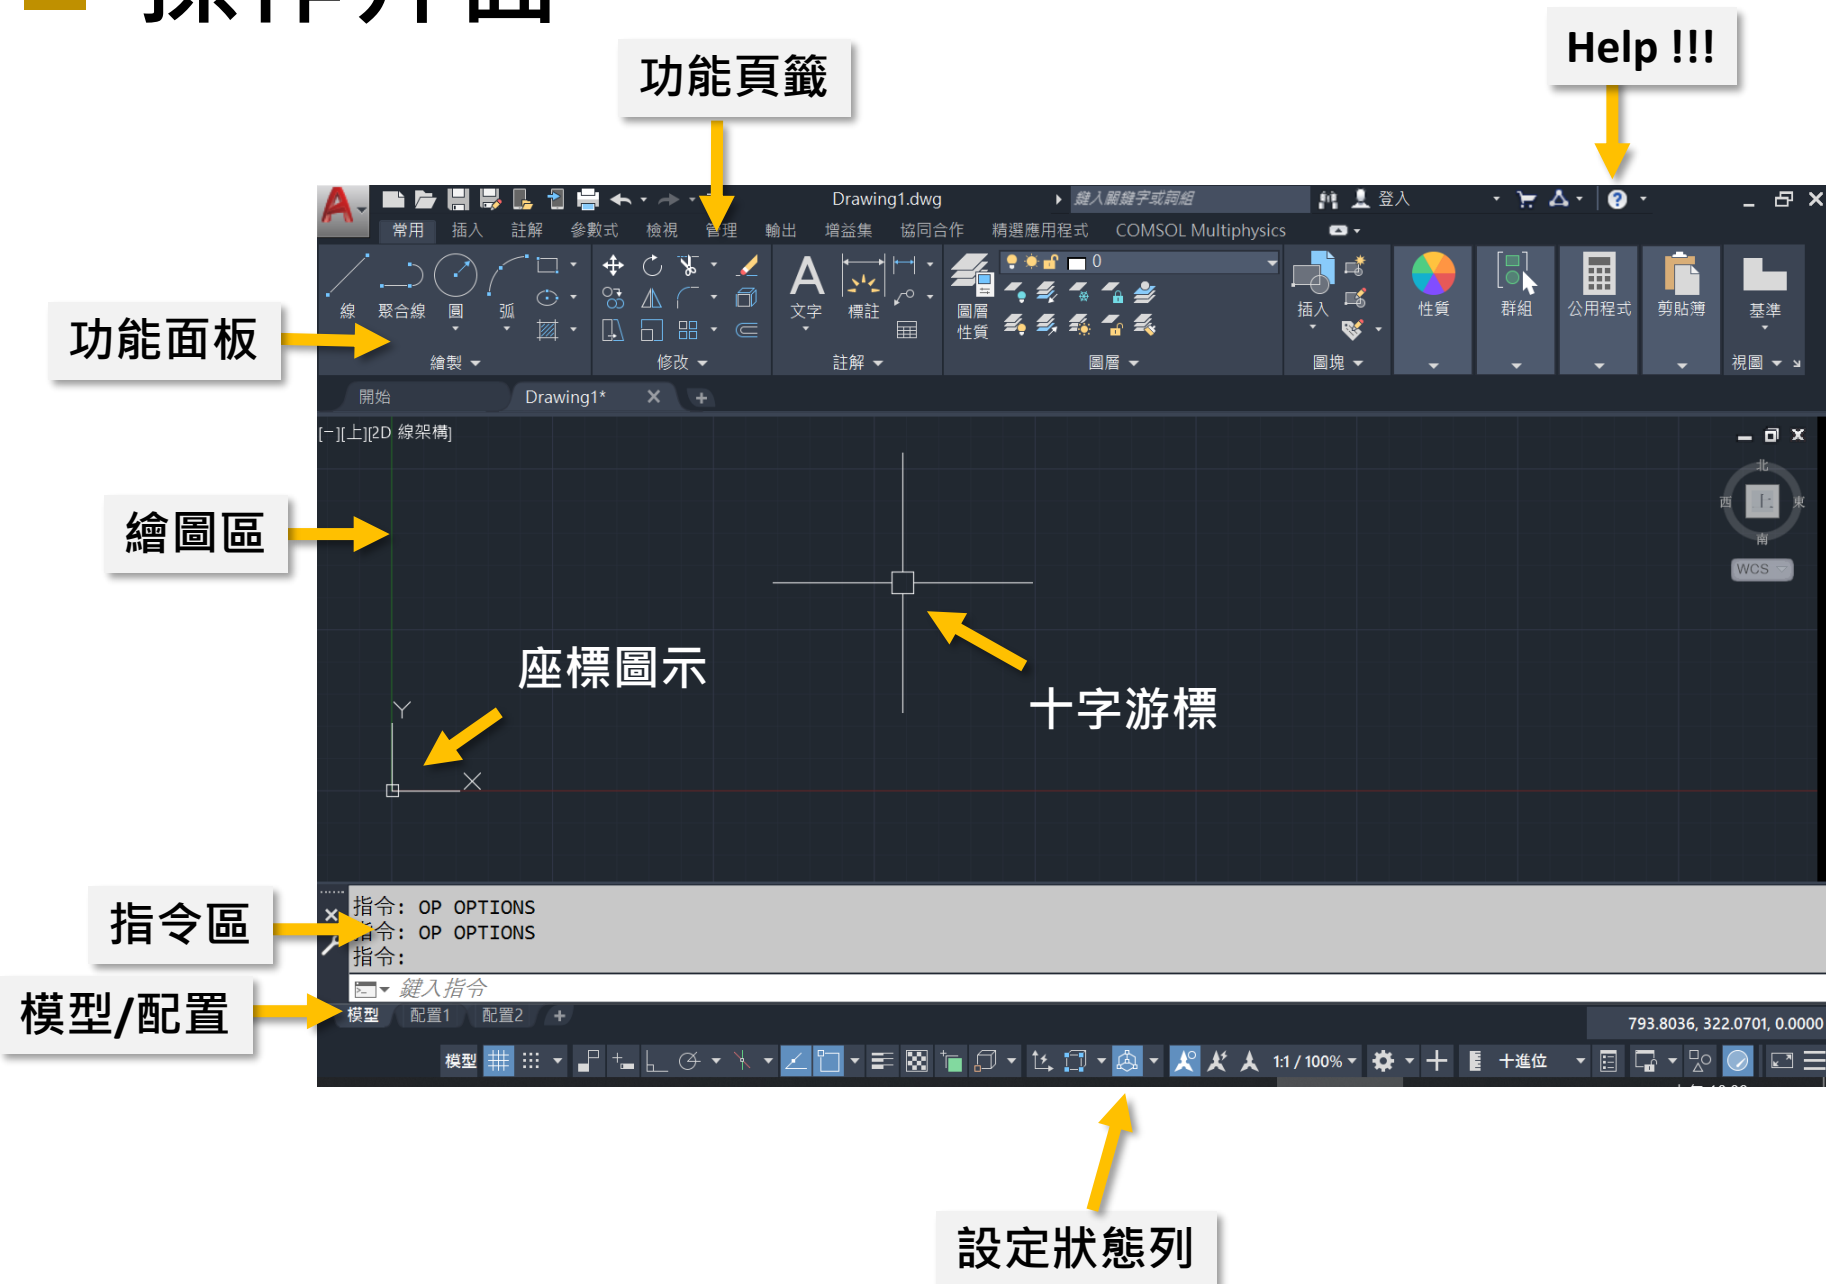 操作介面
Help !!!
功能頁籤
Drawing1.dwg 鍵入關鍵字或詞組 登入
常用 插入 註解 參數式 檢視 管理 輸出 增益集 協同合作 精選應用程式 COMSOL Multiphysics
0
線 聚合線 圓 弧 文字 標註 圖層性質 插入 性質 群組 公用程式 剪貼簿 基準
功能面板
繪製 修改 註解 圖層 圖塊 視圖
開始 Drawing1* +
[−][上][2D 線架構]
北
西 上 東
南
WCS
繪圖區
座標圖示
十字游標
Y
X
指令: OP OPTIONS
指令區
指令: OP OPTIONS
指令:
鍵入指令
模型/配置
模型 配置1 配置2 +
793.8036, 322.0701, 0.0000
模型 1:1 / 100% 十進位
設定狀態列